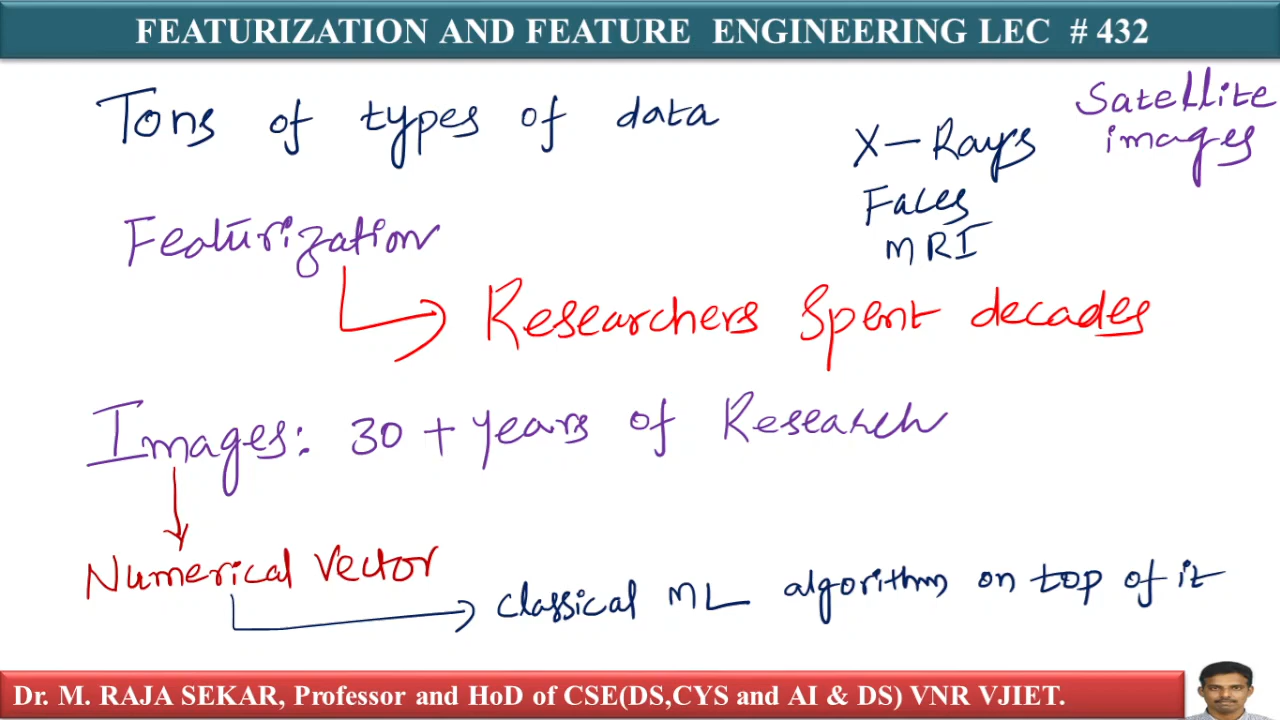 FEATURIZATION AND FEATURE ENGINEERING LEC # 432
Tons of types of data
X-Rays
Faces
MRI
Satellite
images
Featurization
Researchers Spent decades
Images: 30 + years of Research
Numerical Vector
classical ML algorithm on top of it
Dr. M. RAJA SEKAR, Professor and HoD of CSE(DS,CYS and AI & DS) VNR VJIET.